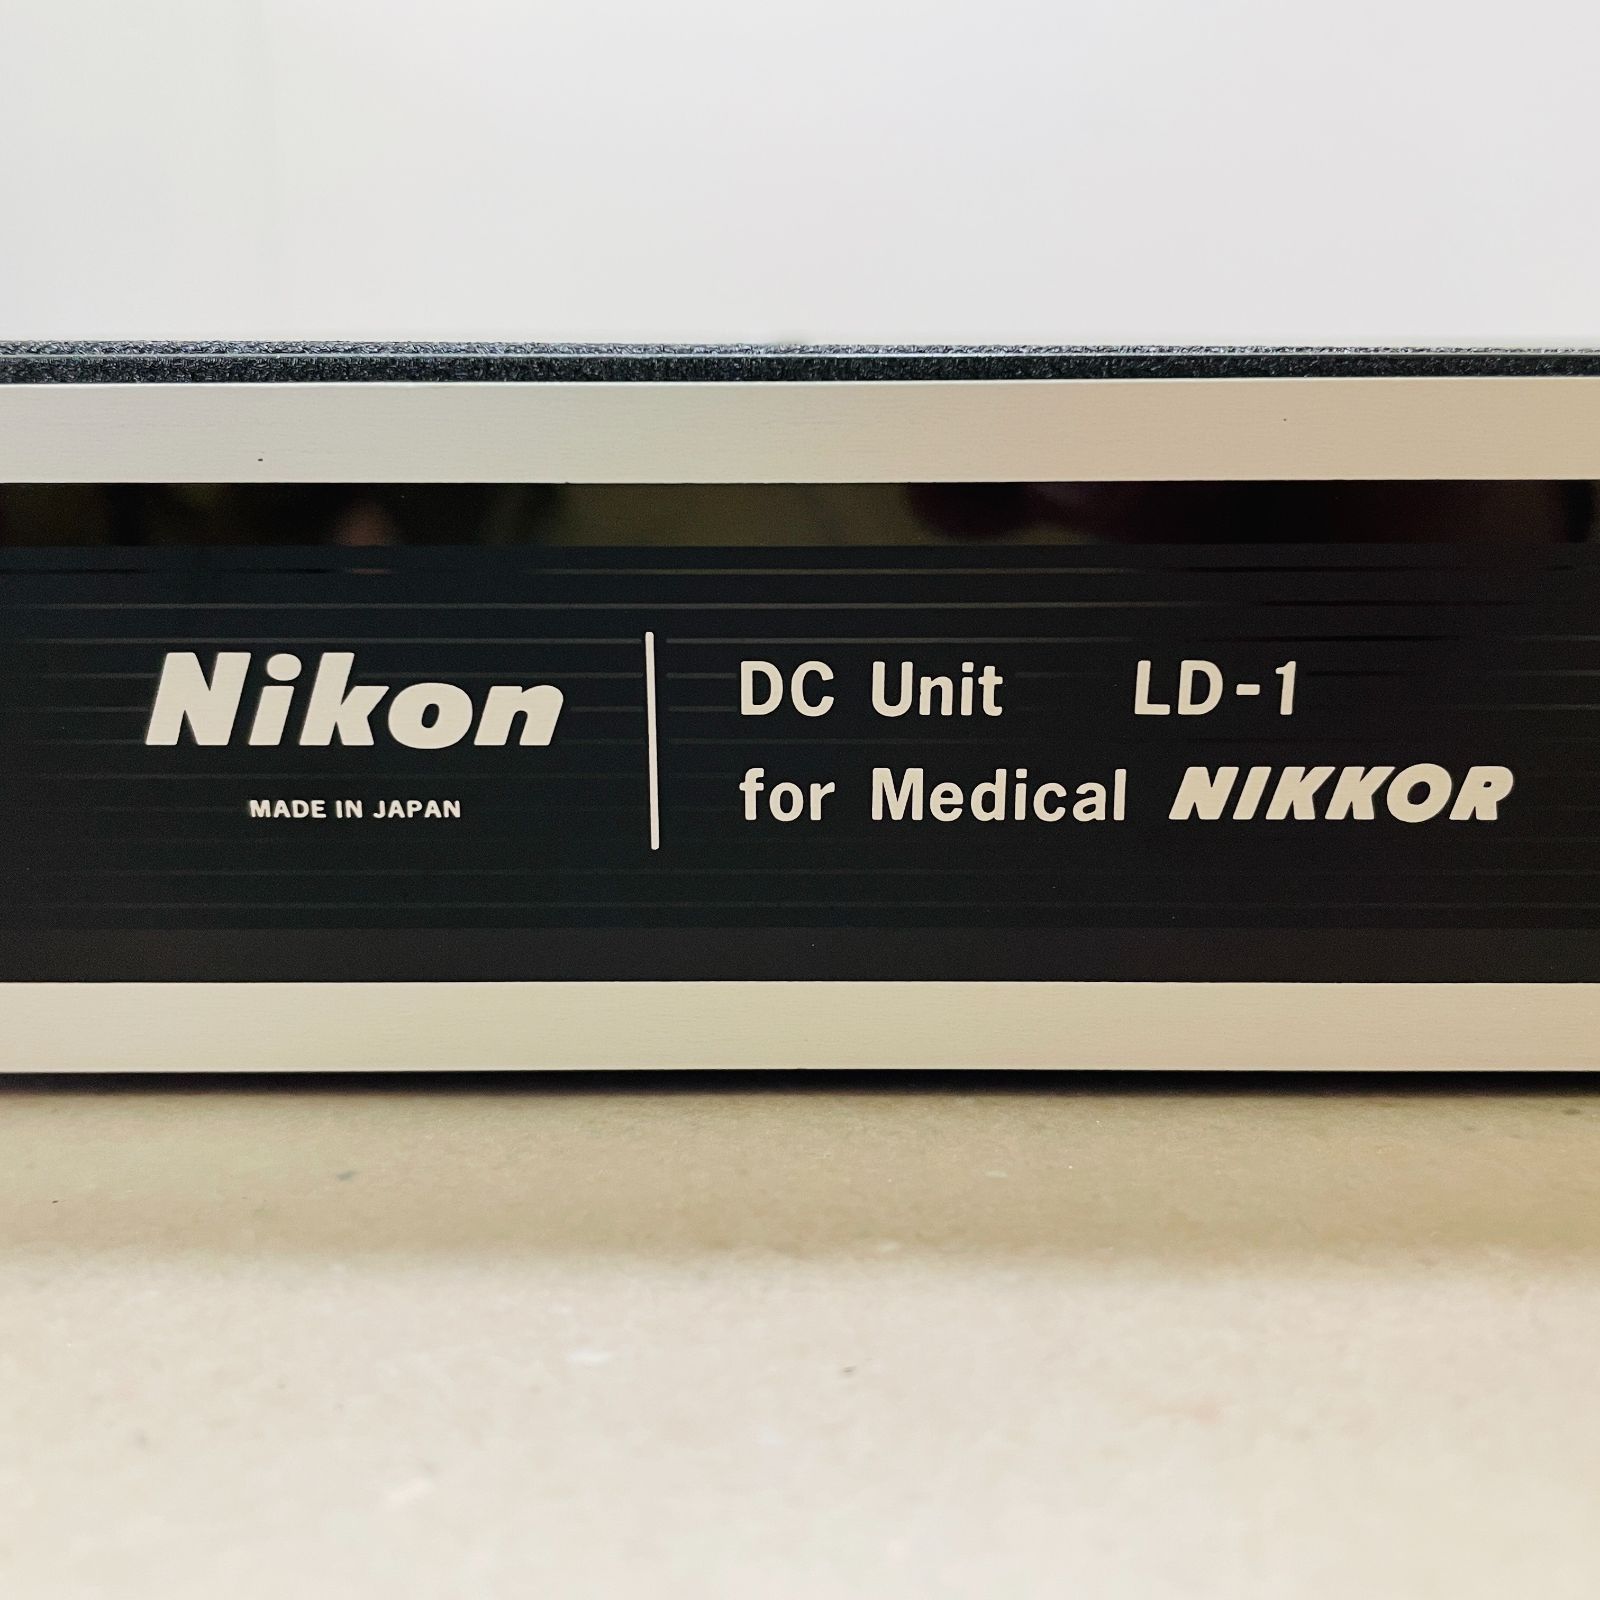 Nikon
MADE IN JAPAN
DC Unit LD-1
for Medical NIKKOR